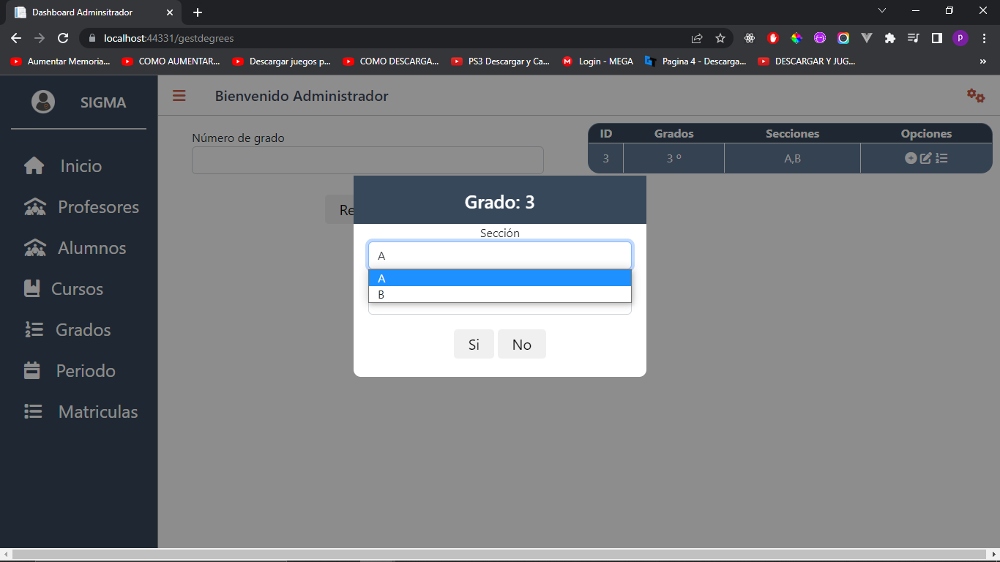 Dashboard Adminsitrador
localhost:44331/gestdegrees
P
Aumentar Memoria... COMO AUMENTAR... Descargar juegos p... COMO DESCARGA... PS3 Descargar y Ca... Login - MEGA Pagina 4 - Descarga... DESCARGAR Y JUG... »
SIGMA
Bienvenido Administrador
Inicio
Profesores
Alumnos
Cursos
Grados
Periodo
Matriculas
Número de grado
Re
ID Grados Secciones Opciones
3 3 º A,B
Grado: 3
Sección
A
A
B
Si No